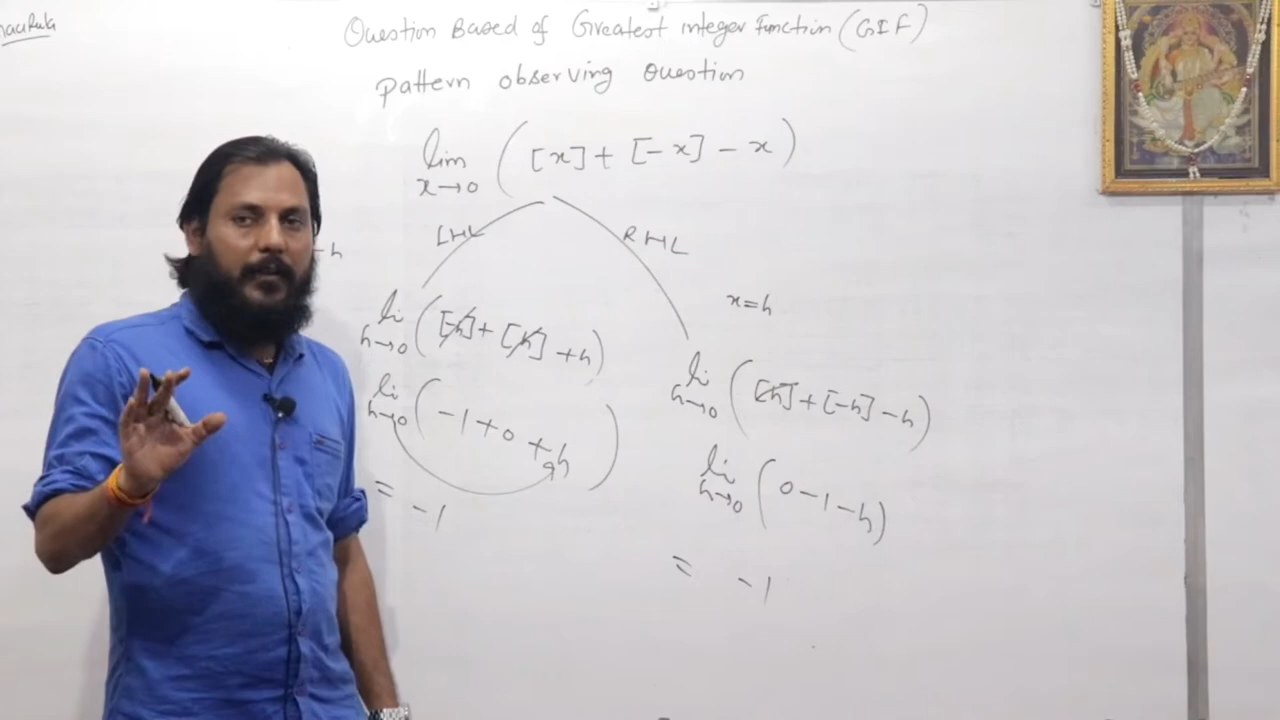 Question Based of Greatest integer Function (GIF)
pattern observing Question
lim x→0 ([x] + [-x] - x)
LHL
RHL
-h
x=h
li h→0 ([-h] + [h] + h)
li h→0 (-1 + 0 + h)
= -1
li h→0 ([h] + [-h] - h)
li h→0 (0 - 1 - h)
= -1